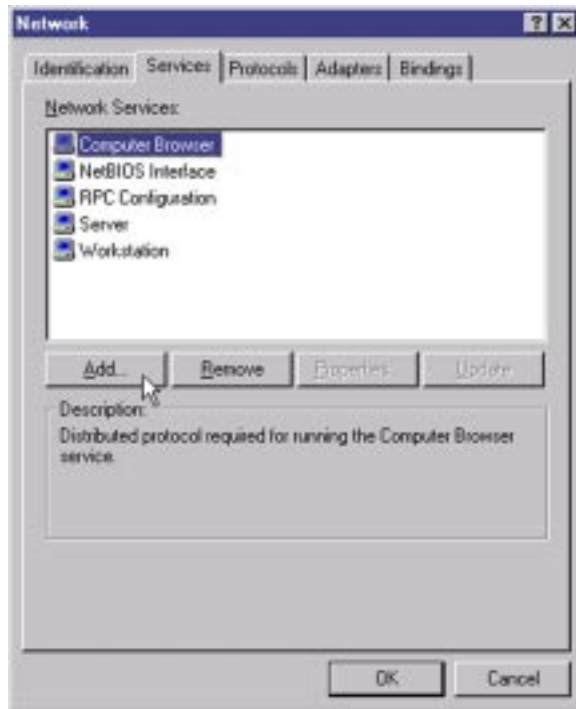 Network
Identification Services Protocols Adapters Bindings
Network Services:
Computer Browser
NetBIOS Interface
RPC Configuration
Server
Workstation
Add... Remove Properties Update
Description:
Distributed protocol required for running the Computer Browser
service.
OK Cancel